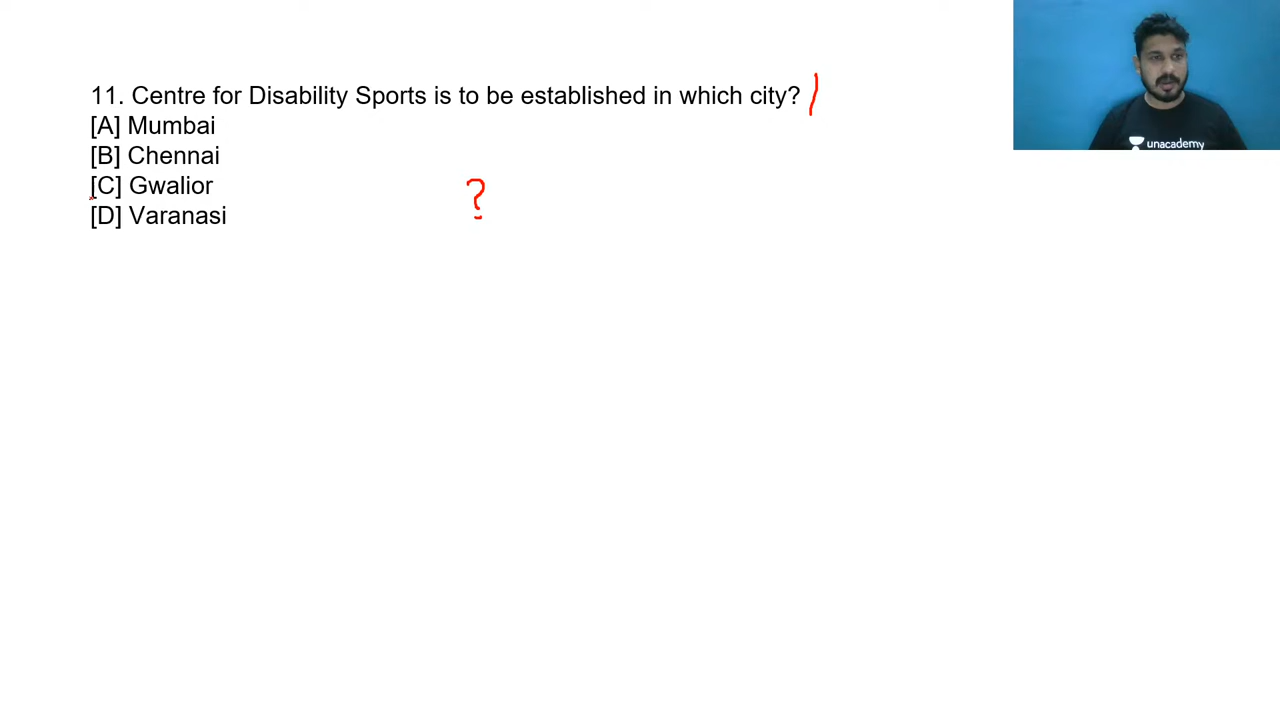 11. Centre for Disability Sports is to be established in which city?
[A] Mumbai
[B] Chennai
[C] Gwalior
[D] Varanasi
?
unacademy